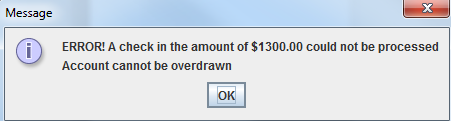 Message
ERROR! A check in the amount of $1300.00 could not be processed
Account cannot be overdrawn
OK